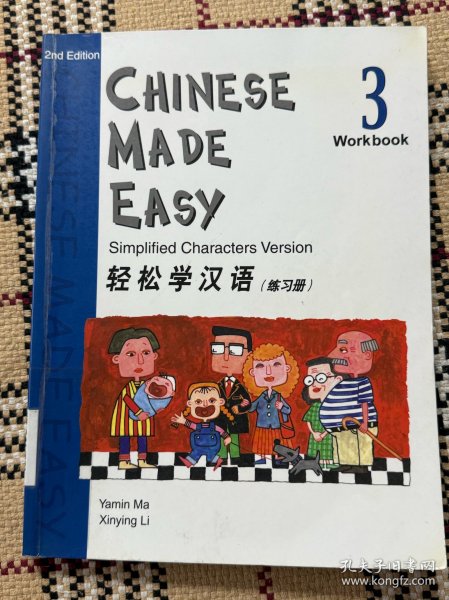 2nd Edition
CHINESE
MADE
EASY
3
Workbook
Simplified Characters Version
轻松学汉语（练习册）
Yamin Ma
Xinying Li
CHINESE MADE EASY
孔夫子旧书网
www.kongfz.com